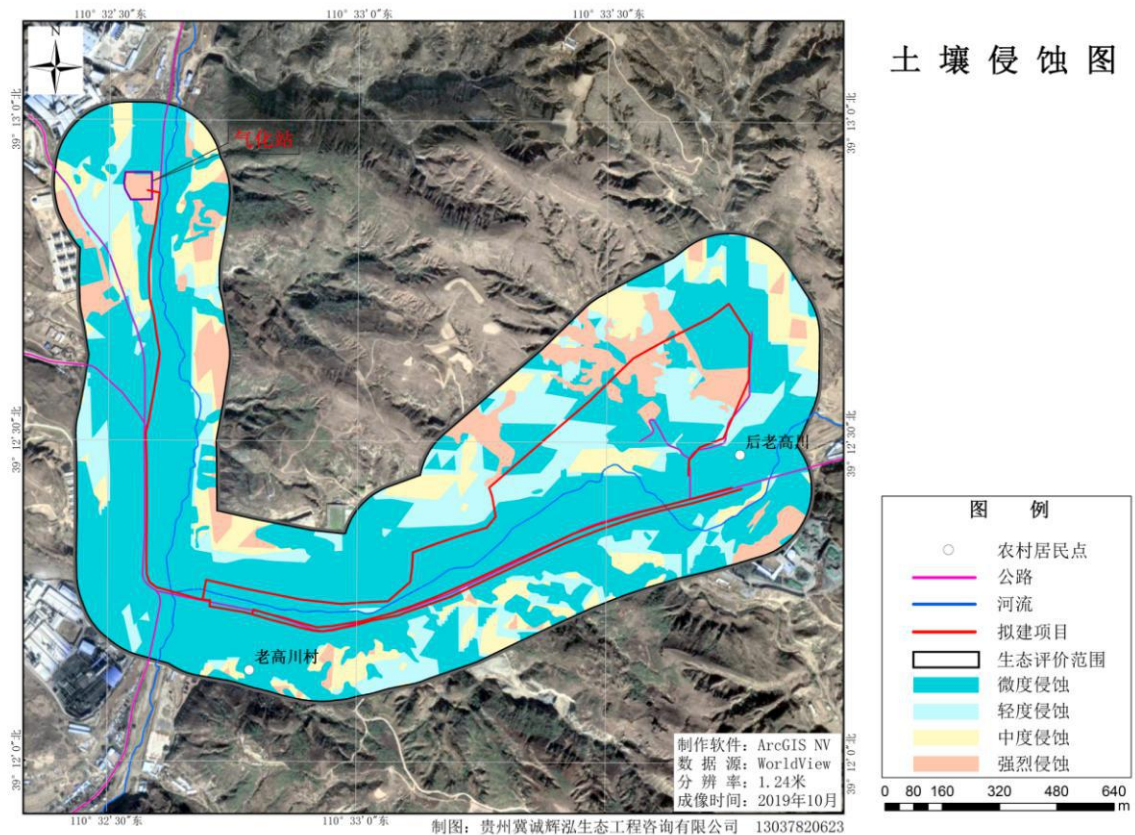 110° 32′30″东
110° 33′0″东
110° 33′30″东
土壤侵蚀图
N
39° 13′0″北
39° 13′0″北
气化站
39° 12′30″北
39° 12′30″北
后老高川
老高川村
39° 12′0″北
39° 12′0″北
图 例
农村居民点
公路
河流
拟建项目
生态评价范围
微度侵蚀
轻度侵蚀
中度侵蚀
强烈侵蚀
0 80 160 320 480 640
m
制作软件: ArcGIS NV
数 据 源: WorldView
分 辨 率: 1.24米
成像时间: 2019年10月
110° 32′30″东
110° 33′0″东
制图: 贵州冀诚辉泓生态工程咨询有限公司 13037820623